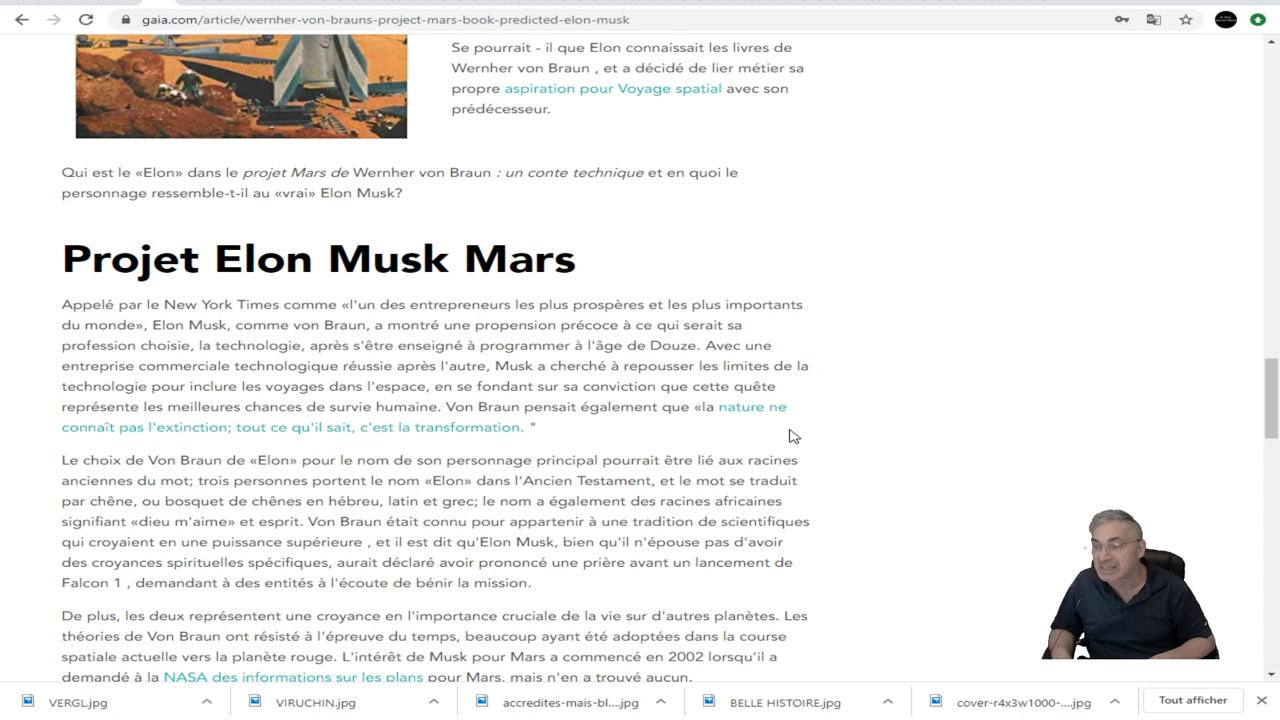 gaia.com/article/wernher-von-brauns-project-mars-book-predicted-elon-musk
Se pourrait - il que Elon connaissait les livres de
Wernher von Braun , et a décidé de lier métier sa
propre aspiration pour Voyage spatial avec son
prédécesseur.
Qui est le «Elon» dans le projet Mars de Wernher von Braun : un conte technique et en quoi le
personnage ressemble-t-il au «vrai» Elon Musk?
Projet Elon Musk Mars
Appelé par le New York Times comme «l'un des entrepreneurs les plus prospères et les plus importants
du monde», Elon Musk, comme von Braun, a montré une propension précoce à ce qui serait sa
profession choisie, la technologie, après s'être enseigné à programmer à l'âge de Douze. Avec une
entreprise commerciale technologique réussie après l'autre, Musk a cherché à repousser les limites de la
technologie pour inclure les voyages dans l'espace, en se fondant sur sa conviction que cette quête
représente les meilleures chances de survie humaine. Von Braun pensait également que «la nature ne
connaît pas l'extinction; tout ce qu'il sait, c'est la transformation. "
Le choix de Von Braun de «Elon» pour le nom de son personnage principal pourrait être lié aux racines
anciennes du mot; trois personnes portent le nom «Elon» dans l'Ancien Testament, et le mot se traduit
par chêne, ou bosquet de chênes en hébreu, latin et grec; le nom a également des racines africaines
signifiant «dieu m'aime» et esprit. Von Braun était connu pour appartenir à une tradition de scientifiques
qui croyaient en une puissance supérieure , et il est dit qu'Elon Musk, bien qu'il n'épouse pas d'avoir
des croyances spirituelles spécifiques, aurait déclaré avoir prononcé une prière avant un lancement de
Falcon 1 , demandant à des entités à l'écoute de bénir la mission.
De plus, les deux représentent une croyance en l'importance cruciale de la vie sur d'autres planètes. Les
théories de Von Braun ont résisté à l'épreuve du temps, beaucoup ayant été adoptées dans la course
spatiale actuelle vers la planète rouge. L'intérêt de Musk pour Mars a commencé en 2002 lorsqu'il a
demandé à la NASA des informations sur les plans pour Mars, mais n'en a trouvé aucun.
VERGL.jpg
VIRUCHIN.jpg
accredites-mais-bl....jpg
BELLE HISTOIRE.jpg
cover-r4x3w1000-....jpg
Tout afficher